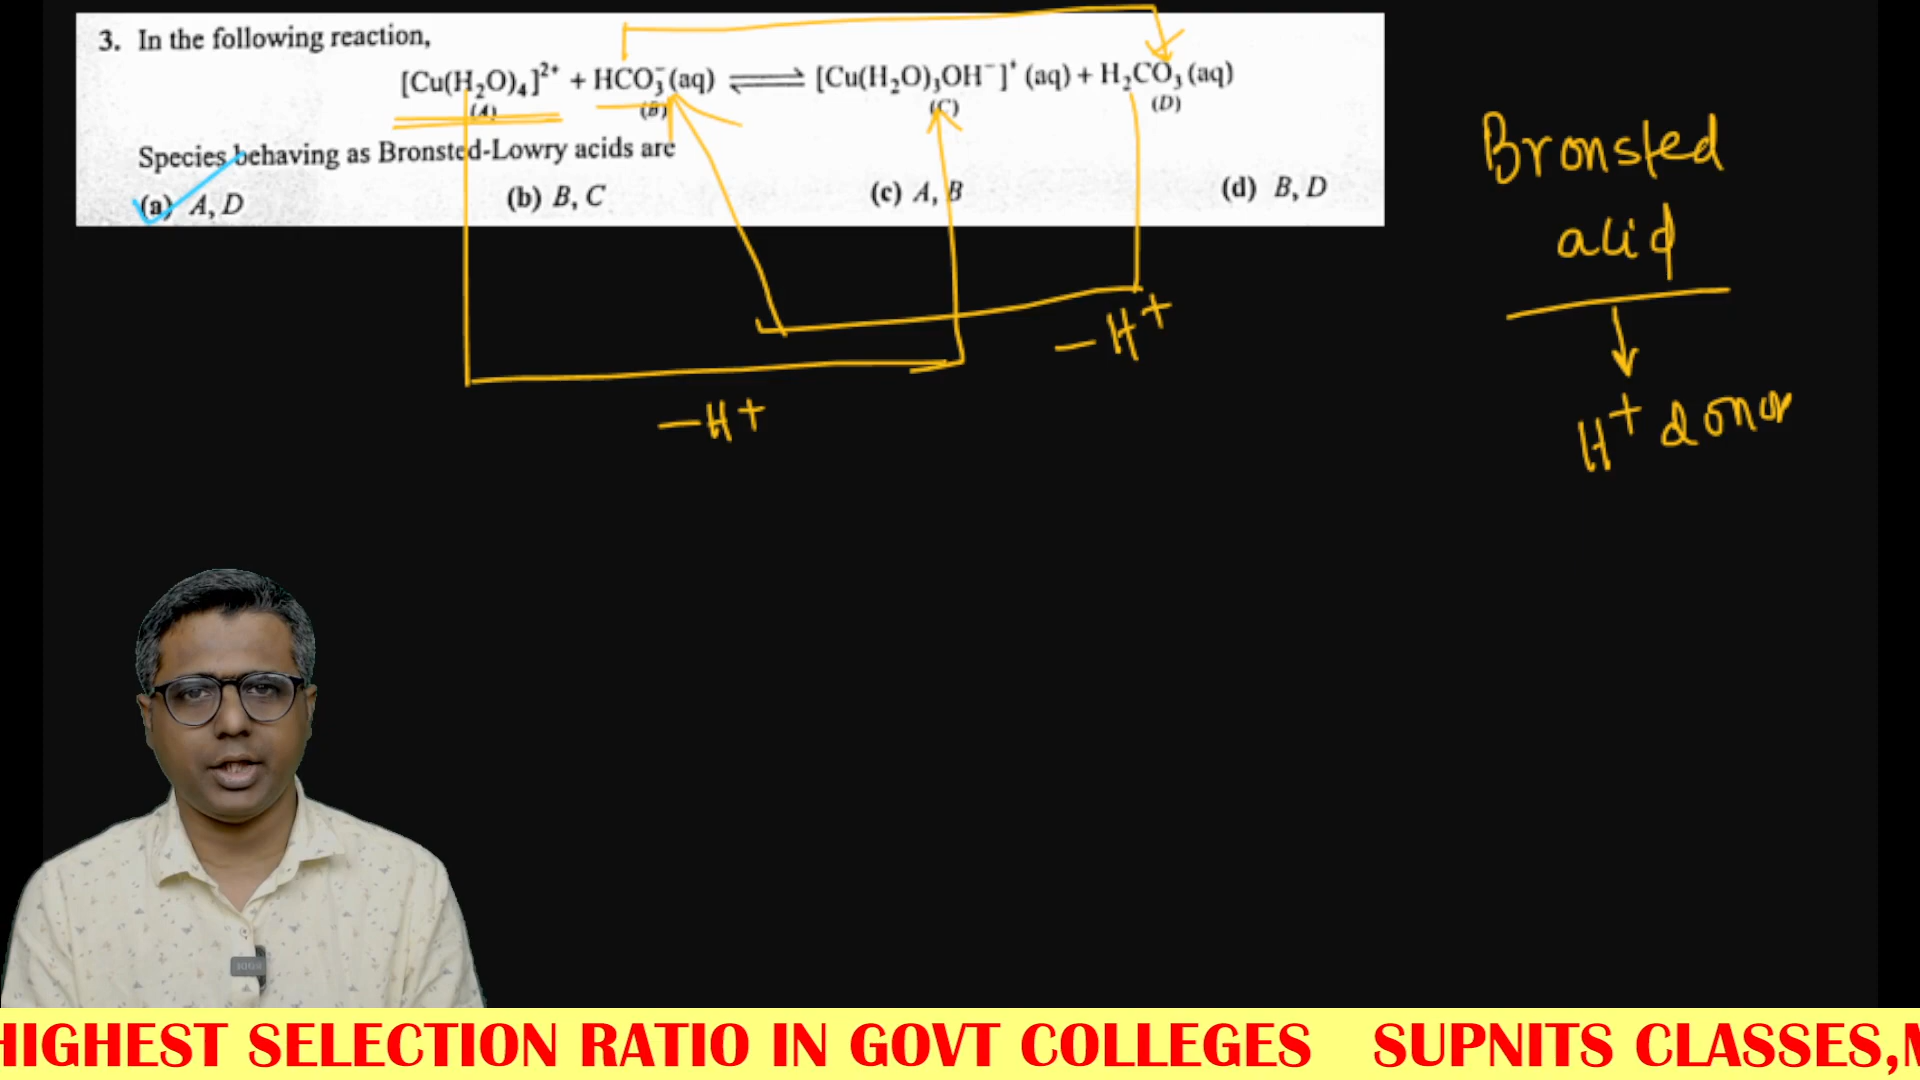 3. In the following reaction,
[Cu(H₂O)₄]²⁺ + HCO₃⁻(aq) ⇌ [Cu(H₂O)₃OH⁻]⁺ (aq) + H₂CO₃ (aq)
(A) (B) (C) (D)
Species behaving as Bronsted-Lowry acids are
(a) A, D (b) B, C (c) A, B (d) B, D
Bronsted
acid
H⁺ donor
−H⁺
−H⁺
HIGHEST SELECTION RATIO IN GOVT COLLEGES SUPNITS CLASSES,